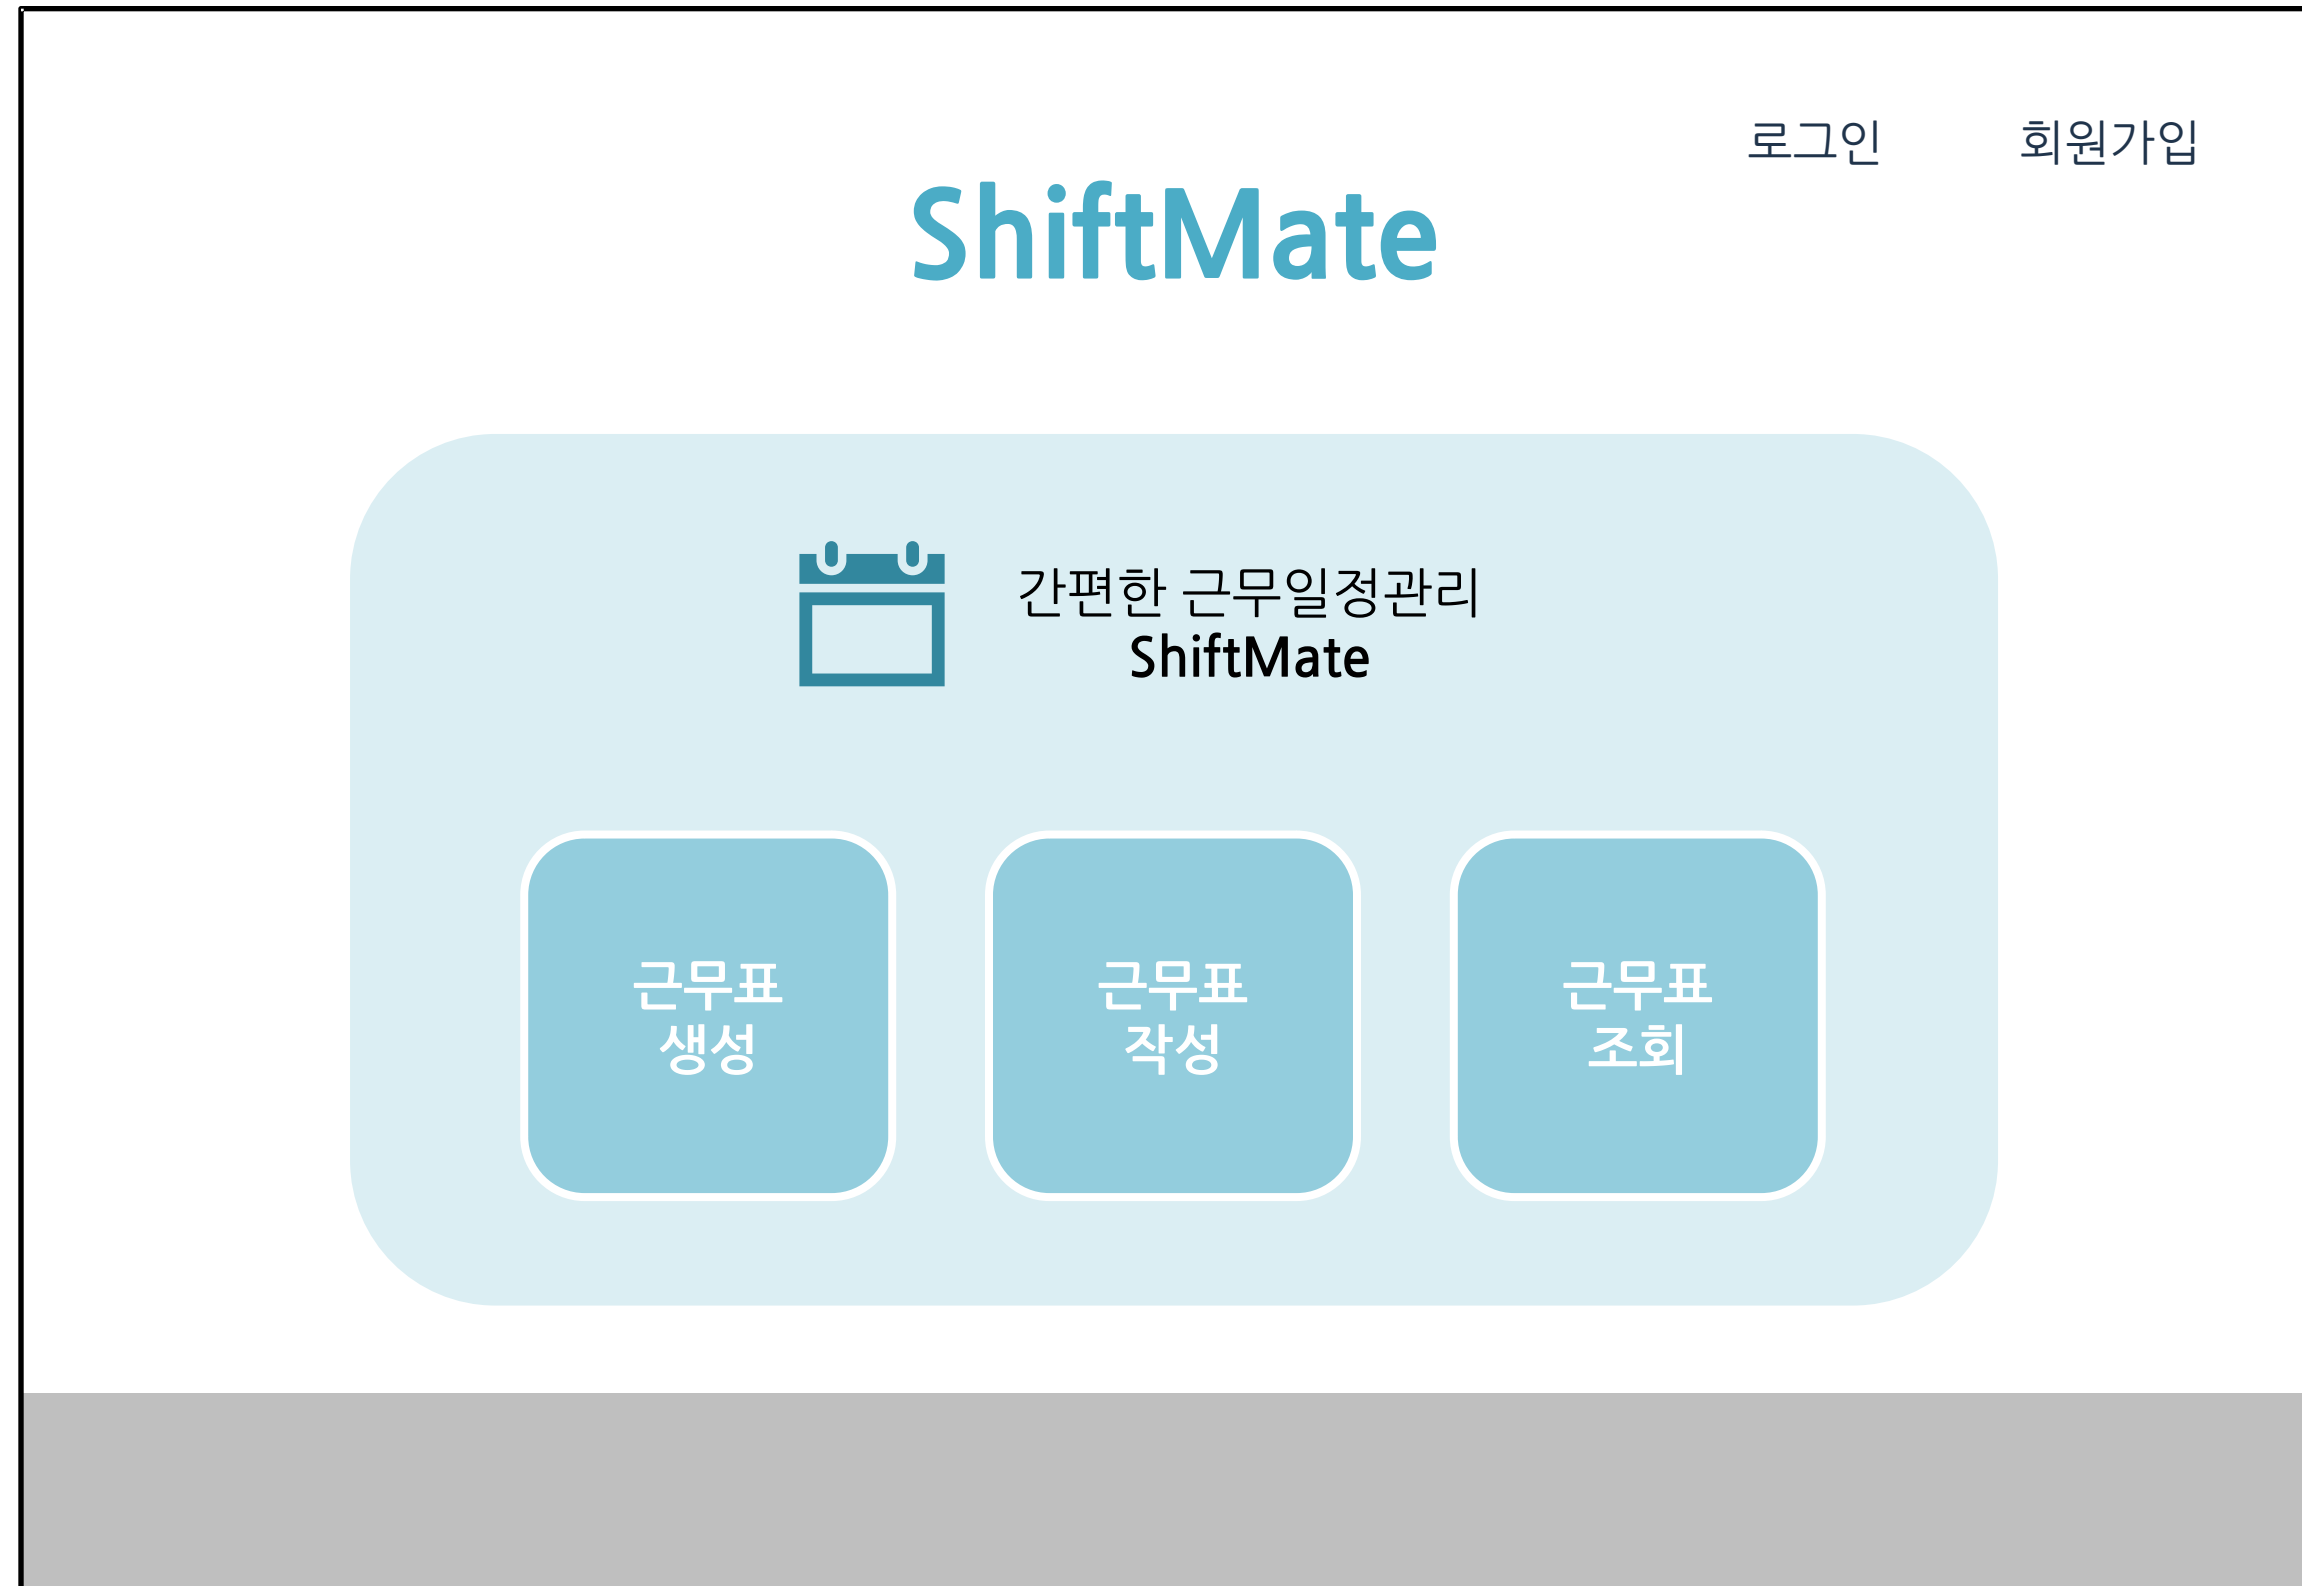 로그인 회원가입
ShiftMate
간편한 근무일정관리
ShiftMate
근무표
생성
근무표
작성
근무표
조회